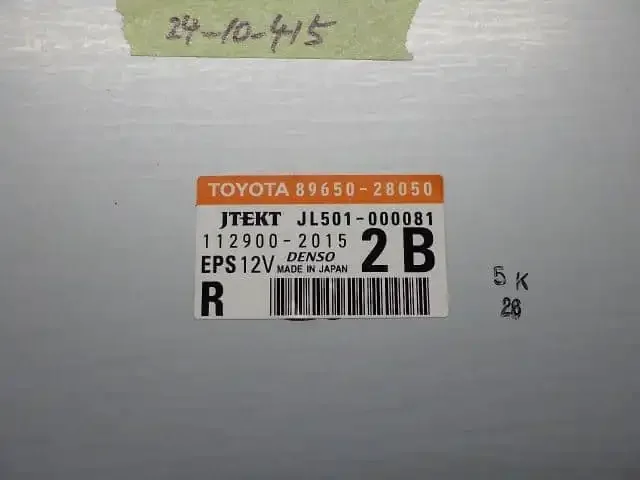 24-10-415
TOYOTA 89650-28050
JTEKT JL501-000081
112900-2015 DENSO 2B
EPS 12V MADE IN JAPAN
R
5 K
26